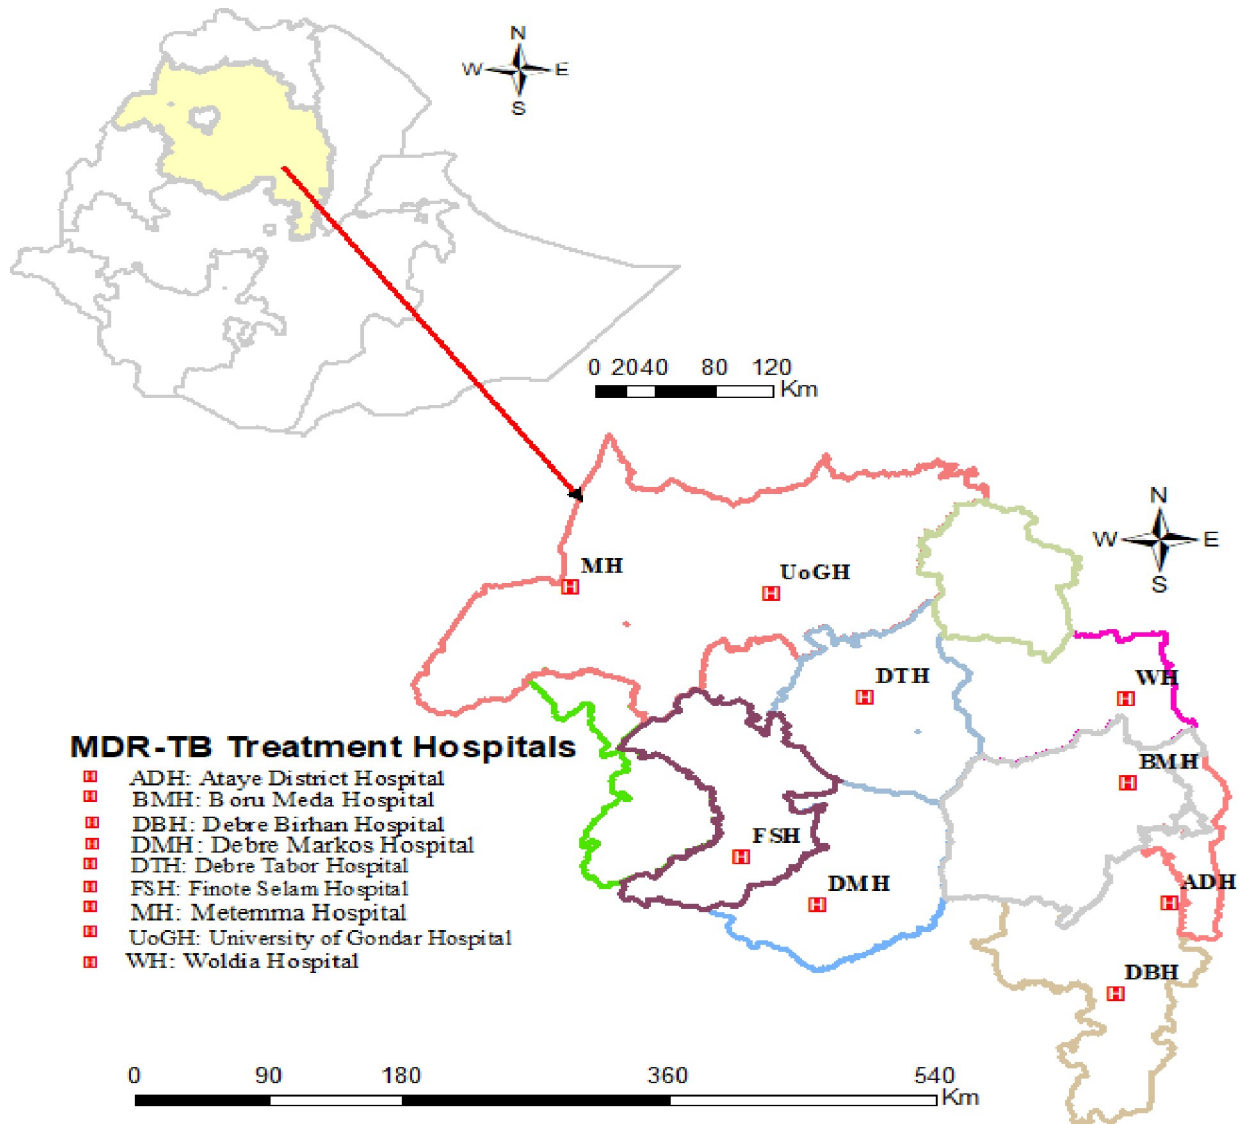 N
W E
S
0 20 40 80 120
Km
N
W E
S
MH
UoGH
DTH
WH
BMH
FSH
DMH
ADH
DBH
MDR-TB Treatment Hospitals
H ADH: Ataye District Hospital
H BMH: Boru Meda Hospital
H DBH: Debre Birhan Hospital
H DMH: Debre Markos Hospital
H DTH: Debre Tabor Hospital
H FSH: Finote Selam Hospital
H MH: Metemma Hospital
H UoGH: University of Gondar Hospital
H WH: Woldia Hospital
0 90 180 360 540
Km